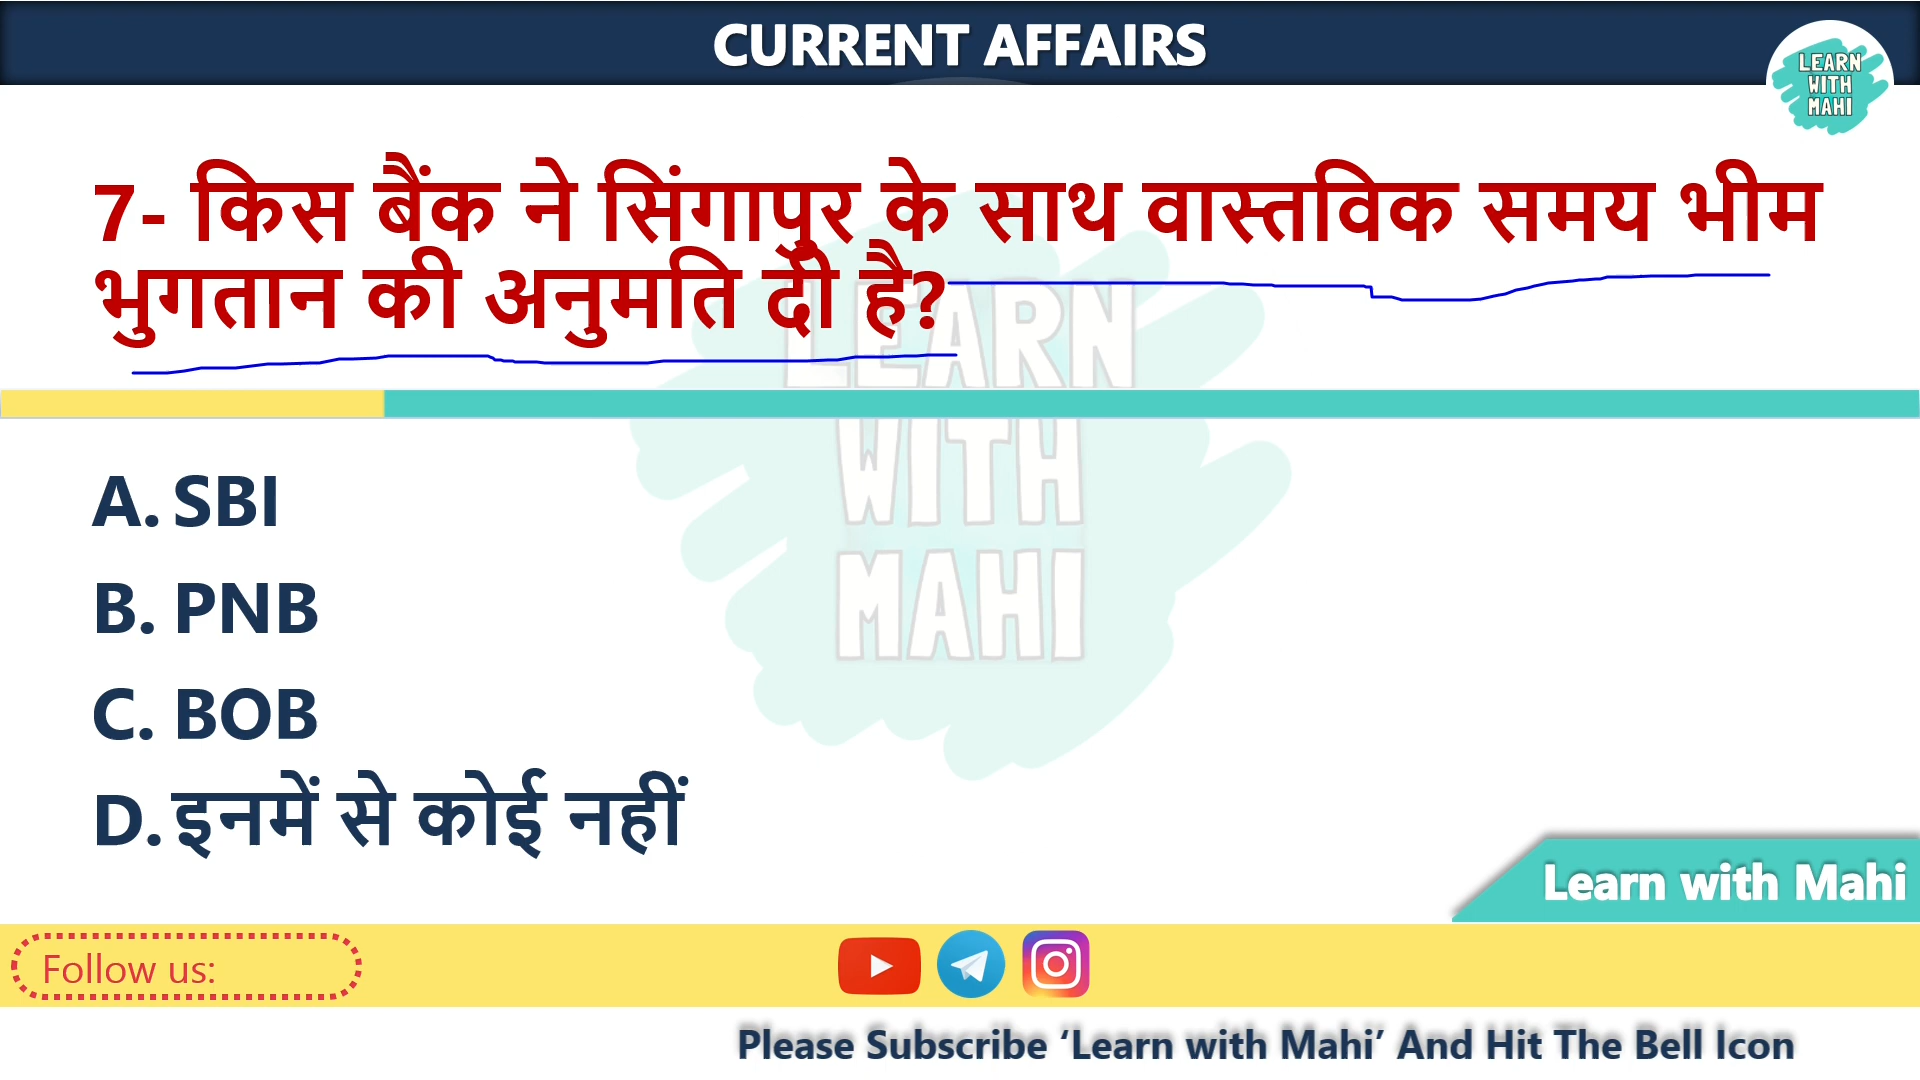 CURRENT AFFAIRS
LEARN
WITH
MAHI
7- किस बैंक ने सिंगापुर के साथ वास्तविक समय भीम
भुगतान की अनुमति दी है?
LEARN
WITH
MAHI
A. SBI
B. PNB
C. BOB
D. इनमें से कोई नहीं
Learn with Mahi
Follow us:
Please Subscribe ‘Learn with Mahi’ And Hit The Bell Icon